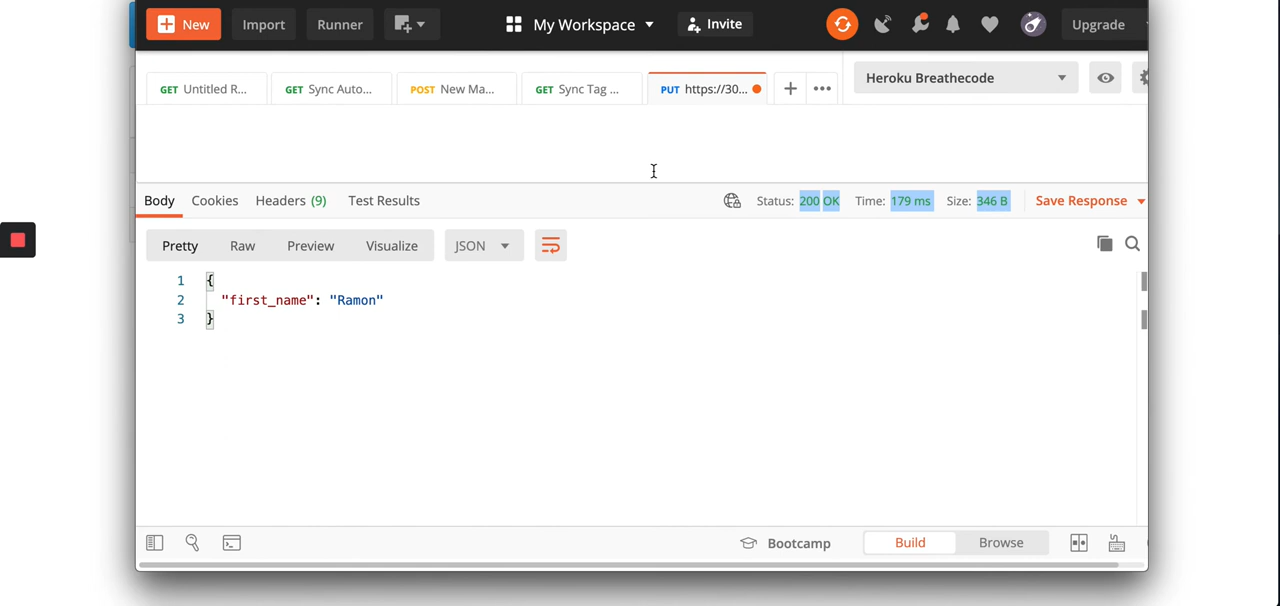 New Import Runner My Workspace Invite Upgrade
GET Untitled R... GET Sync Auto... POST New Ma... GET Sync Tag ... PUT https://30... Heroku Breathecode
Body Cookies Headers (9) Test Results Status: 200 OK Time: 179 ms Size: 346 B Save Response
Pretty Raw Preview Visualize JSON
1 {
2 "first_name": "Ramon"
3 }
Bootcamp Build Browse